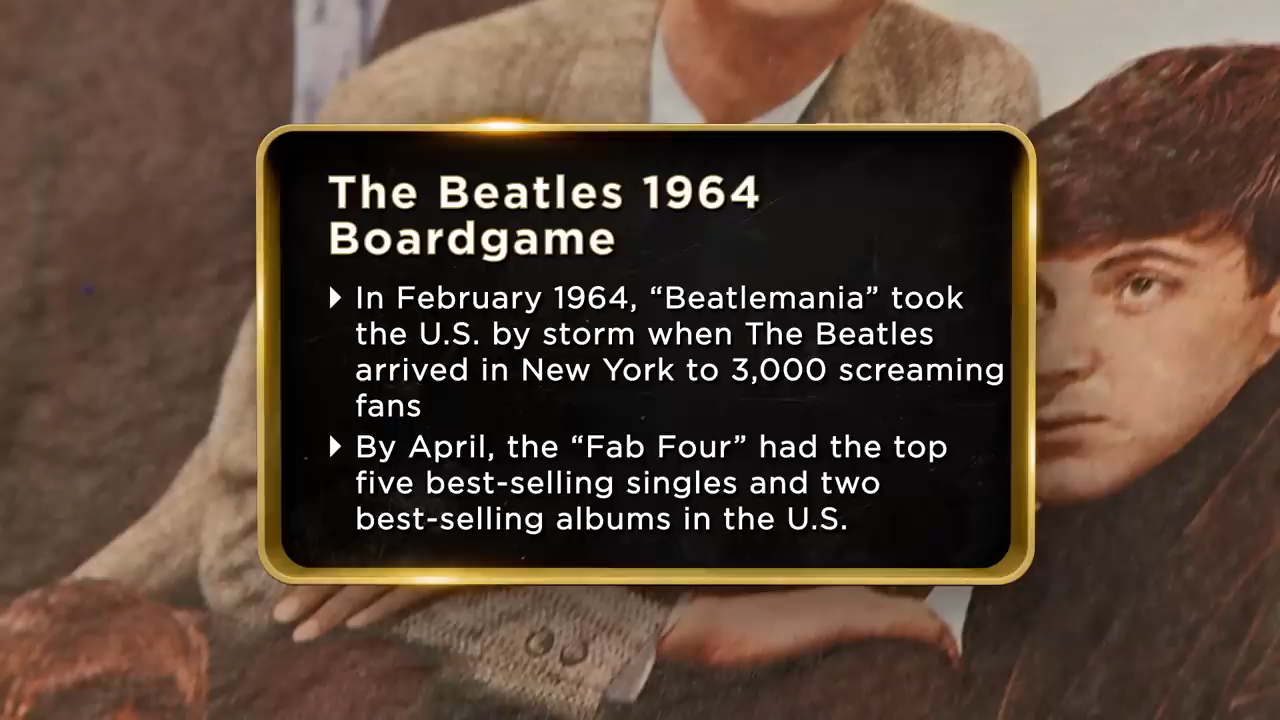 The Beatles 1964
Boardgame
In February 1964, “Beatlemania” took
the U.S. by storm when The Beatles
arrived in New York to 3,000 screaming
fans
By April, the “Fab Four” had the top
five best-selling singles and two
best-selling albums in the U.S.